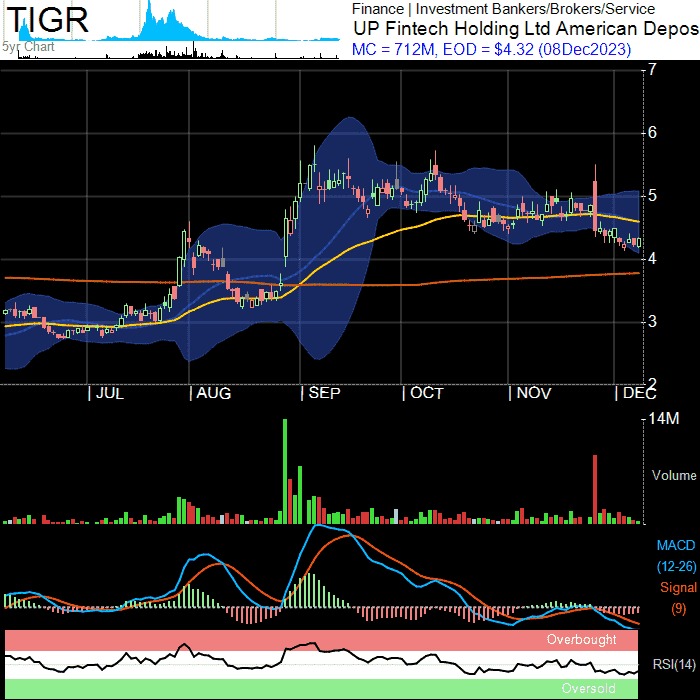 TIGR
5yr Chart
Finance | Investment Bankers/Brokers/Service
UP Fintech Holding Ltd American Depos
MC = 712M, EOD = $4.32 (08Dec2023)
7
6
5
4
3
2
JUL AUG SEP OCT NOV DEC
14M
Volume
MACD
(12-26)
Signal
(9)
Overbought
RSI(14)
Oversold